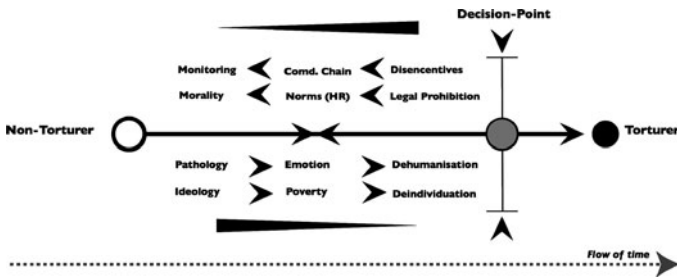 Decision-Point
Monitoring Comd. Chain Disencentives
Morality Norms (HR) Legal Prohibition
Non-Torturer Torturer
Pathology Emotion Dehumanisation
Ideology Poverty Deindividuation
Flow of time